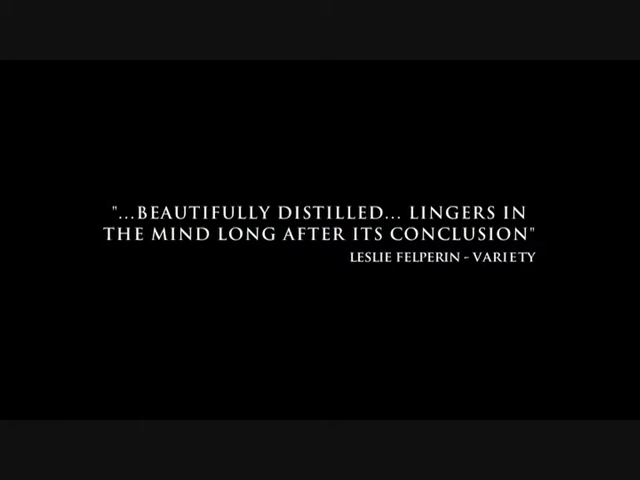 "...BEAUTIFULLY DISTILLED... LINGERS IN
THE MIND LONG AFTER ITS CONCLUSION"
LESLIE FELPERIN - VARIETY